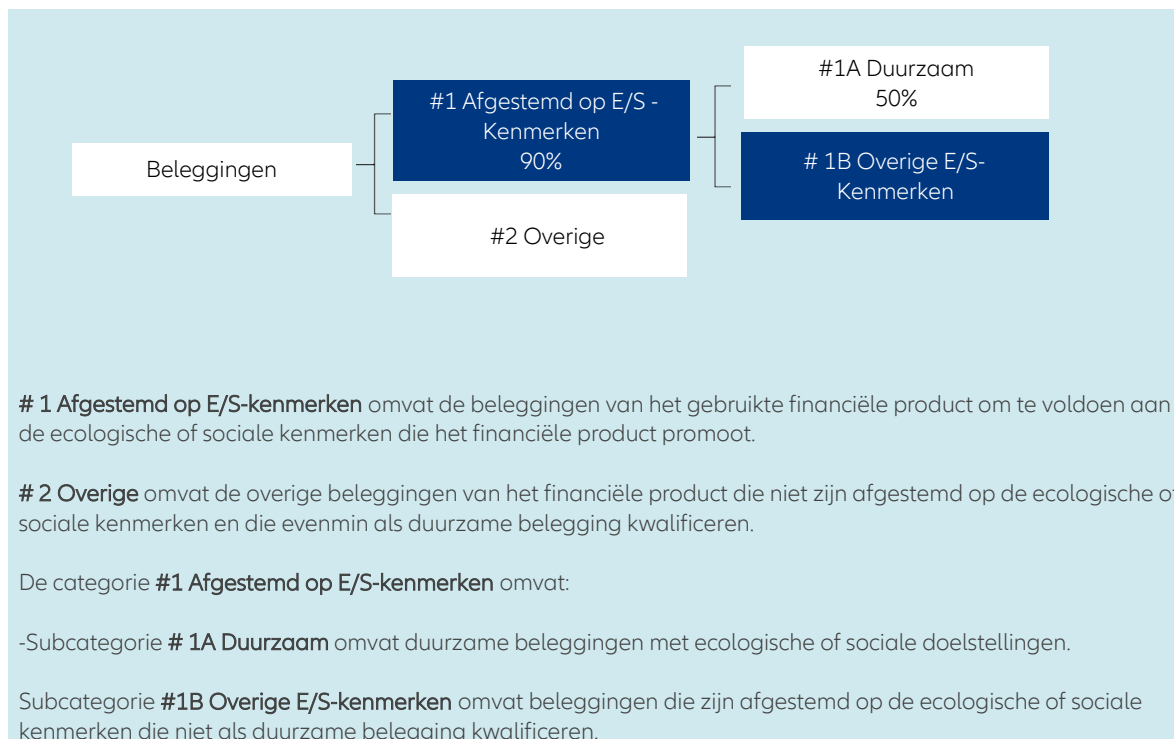 #1A Duurzaam
50%
#1 Afgestemd op E/S -
Kenmerken
90%
# 1B Overige E/S-
Kenmerken
Beleggingen
#2 Overige
# 1 Afgestemd op E/S-kenmerken omvat de beleggingen van het gebruikte financiële product om te voldoen aan
de ecologische of sociale kenmerken die het financiële product promoot.
# 2 Overige omvat de overige beleggingen van het financiële product die niet zijn afgestemd op de ecologische of
sociale kenmerken en die evenmin als duurzame belegging kwalificeren.
De categorie #1 Afgestemd op E/S-kenmerken omvat:
-Subcategorie # 1A Duurzaam omvat duurzame beleggingen met ecologische of sociale doelstellingen.
Subcategorie #1B Overige E/S-kenmerken omvat beleggingen die zijn afgestemd op de ecologische of sociale
kenmerken die niet als duurzame belegging kwalificeren.